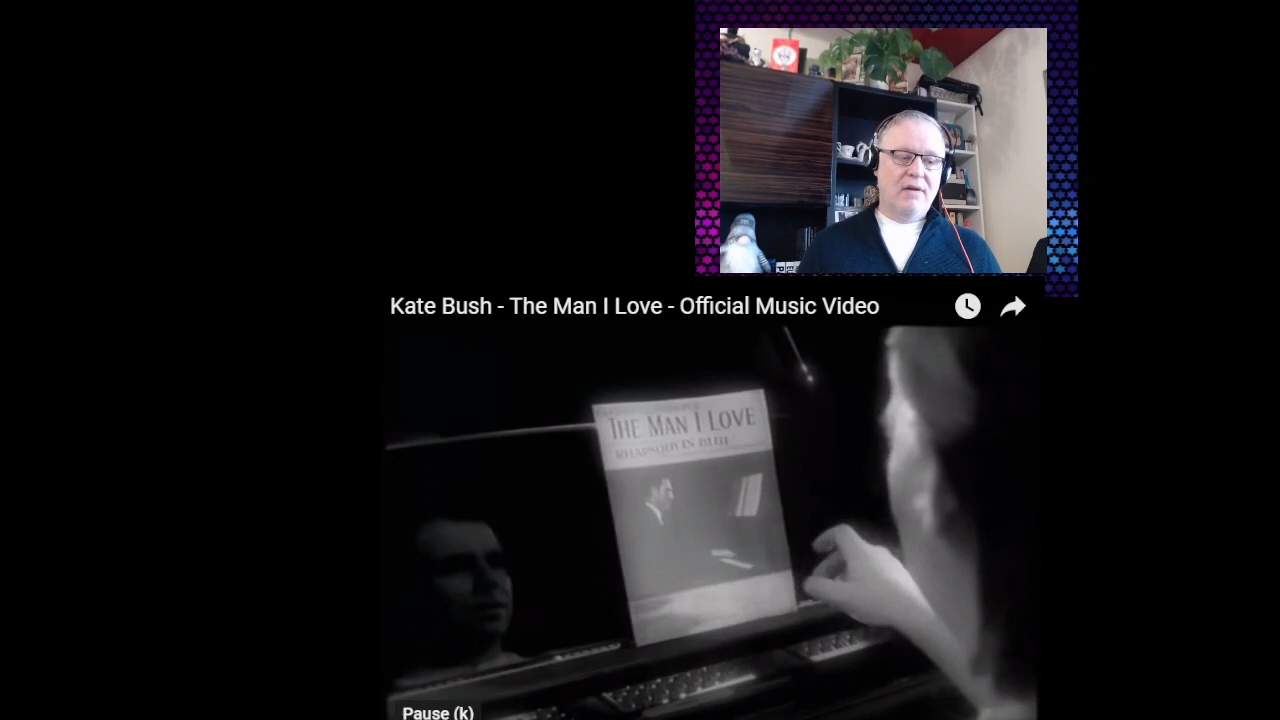 Kate Bush - The Man I Love - Official Music Video
THE MAN I LOVE
RHAPSODY IN BLUE
Pause (k)